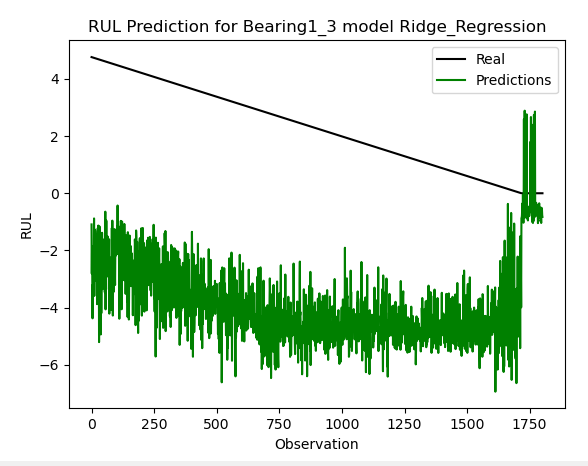 RUL Prediction for Bearing1_3 model Ridge_Regression
Real
Predictions
4
2
0
−2
−4
−6
RUL
0 250 500 750 1000 1250 1500 1750
Observation